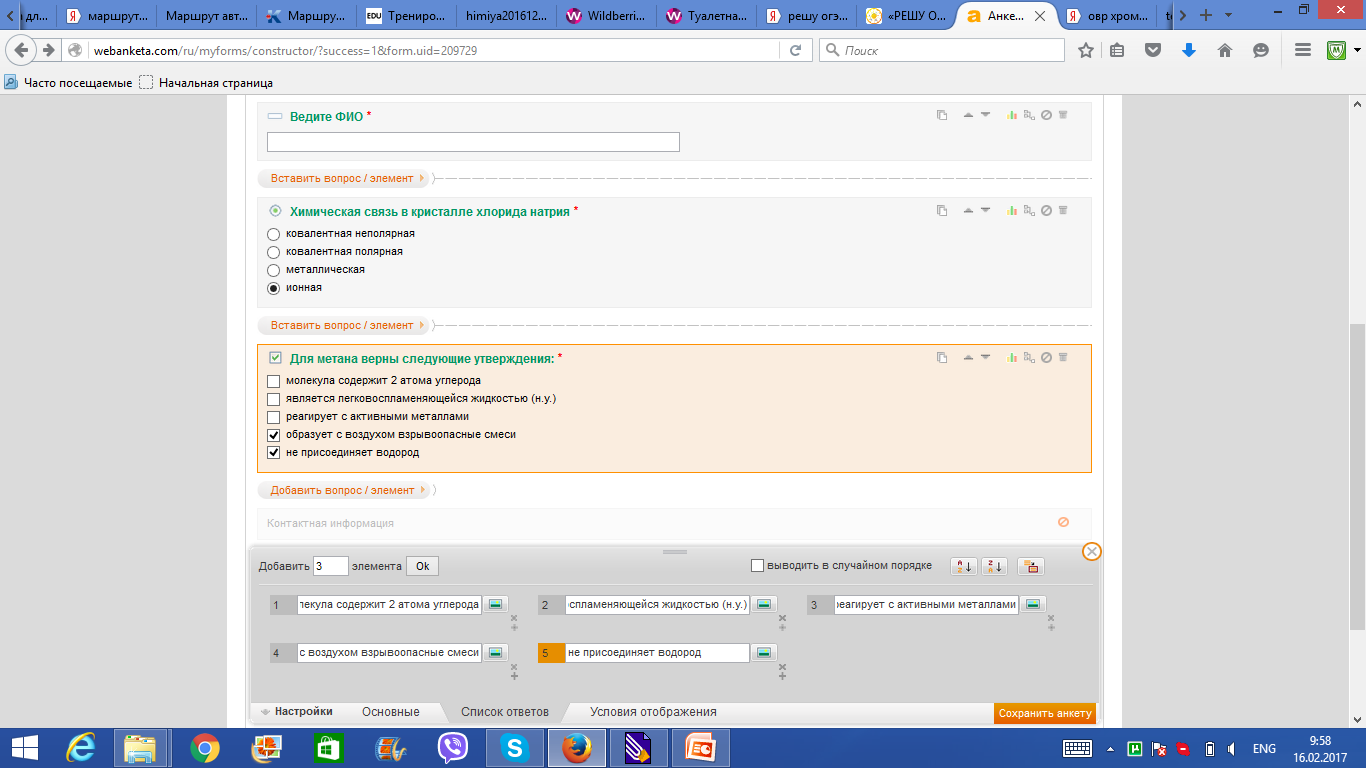 дл...
маршрут...
Маршрут авт...
Маршру...
EDU Трениро...
himiya201612...
Wildberri...
Туалетна...
решу огэ...
«РЕШУ О...
Анке...
овр хром...
webanketa.com/ru/myforms/constructor/?success=1&form.uid=209729
Поиск
Часто посещаемые
Начальная страница
Ведите ФИО *
Вставить вопрос / элемент
Химическая связь в кристалле хлорида натрия *
ковалентная неполярная
ковалентная полярная
металлическая
ионная
Вставить вопрос / элемент
Для метана верны следующие утверждения: *
молекула содержит 2 атома углерода
является легковоспламеняющейся жидкостью (н.у.)
реагирует с активными металлами
образует с воздухом взрывоопасные смеси
не присоединяет водород
Добавить вопрос / элемент
Контактная информация
Добавить 3 элемента Ok
выводить в случайном порядке
1 лекула содержит 2 атома углерода
2 спламеняющейся жидкостью (н.у.)
3 реагирует с активными металлами
4 с воздухом взрывоопасные смеси
5 не присоединяет водород
Настройки Основные Список ответов Условия отображения
Сохранить анкету
ENG
9:58
16.02.2017